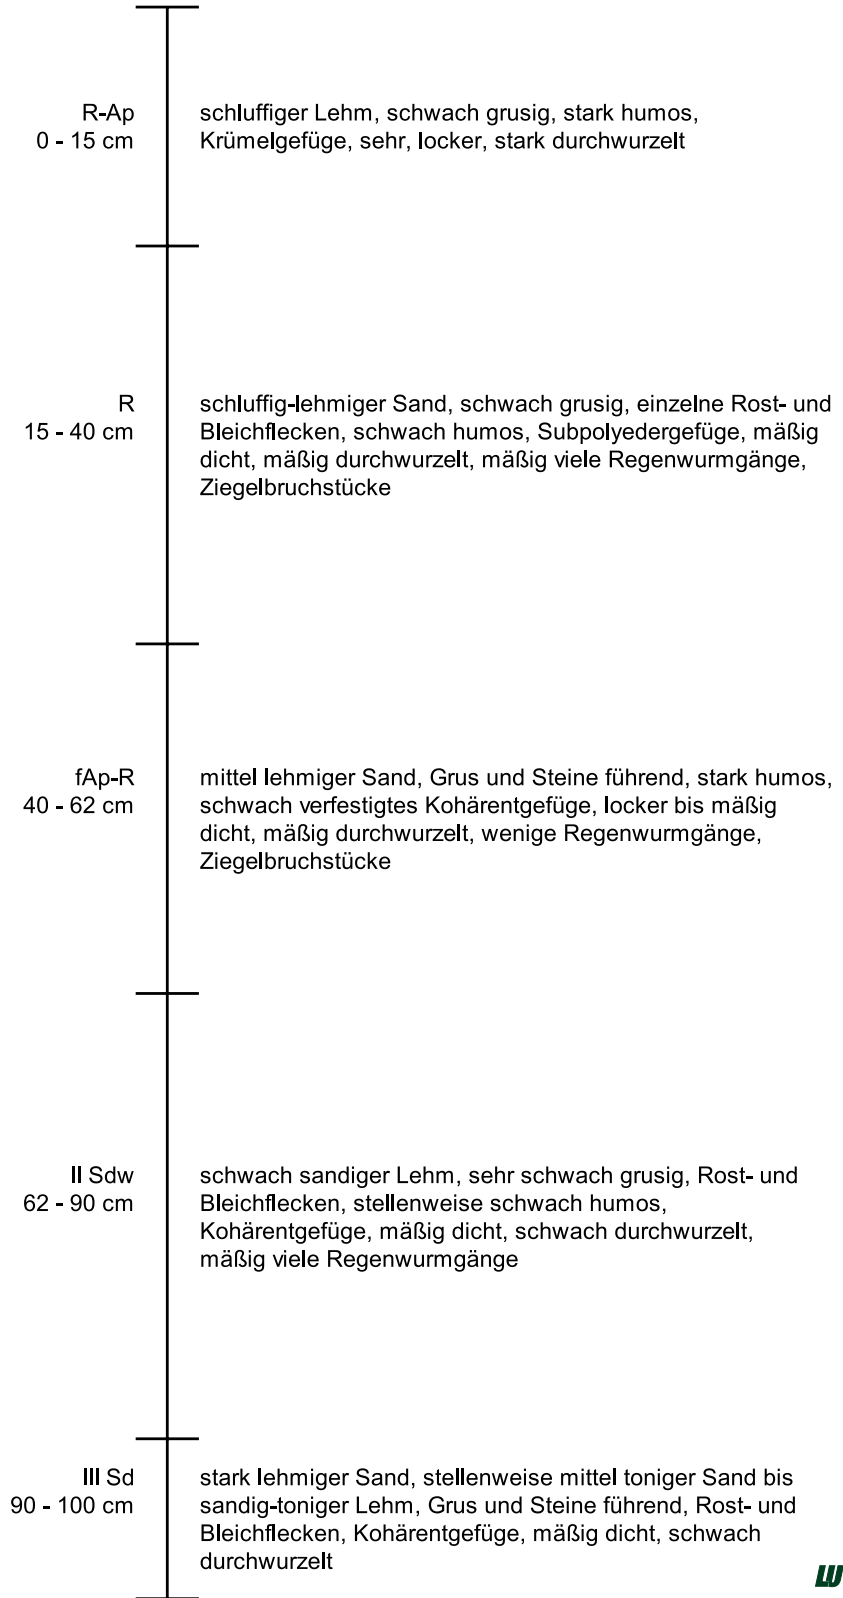 R-Ap
0 - 15 cm
schluffiger Lehm, schwach grusig, stark humos,
Krümelgefüge, sehr, locker, stark durchwurzelt
R
15 - 40 cm
schluffig-lehmiger Sand, schwach grusig, einzelne Rost- und
Bleichflecken, schwach humos, Subpolyedergefüge, mäßig
dicht, mäßig durchwurzelt, mäßig viele Regenwurmgänge,
Ziegelbruchstücke
fAp-R
40 - 62 cm
mittel lehmiger Sand, Grus und Steine führend, stark humos,
schwach verfestigtes Kohärentgefüge, locker bis mäßig
dicht, mäßig durchwurzelt, wenige Regenwurmgänge,
Ziegelbruchstücke
II Sdw
62 - 90 cm
schwach sandiger Lehm, sehr schwach grusig, Rost- und
Bleichflecken, stellenweise schwach humos,
Kohärentgefüge, mäßig dicht, schwach durchwurzelt,
mäßig viele Regenwurmgänge
III Sd
90 - 100 cm
stark lehmiger Sand, stellenweise mittel toniger Sand bis
sandig-toniger Lehm, Grus und Steine führend, Rost- und
Bleichflecken, Kohärentgefüge, mäßig dicht, schwach
durchwurzelt